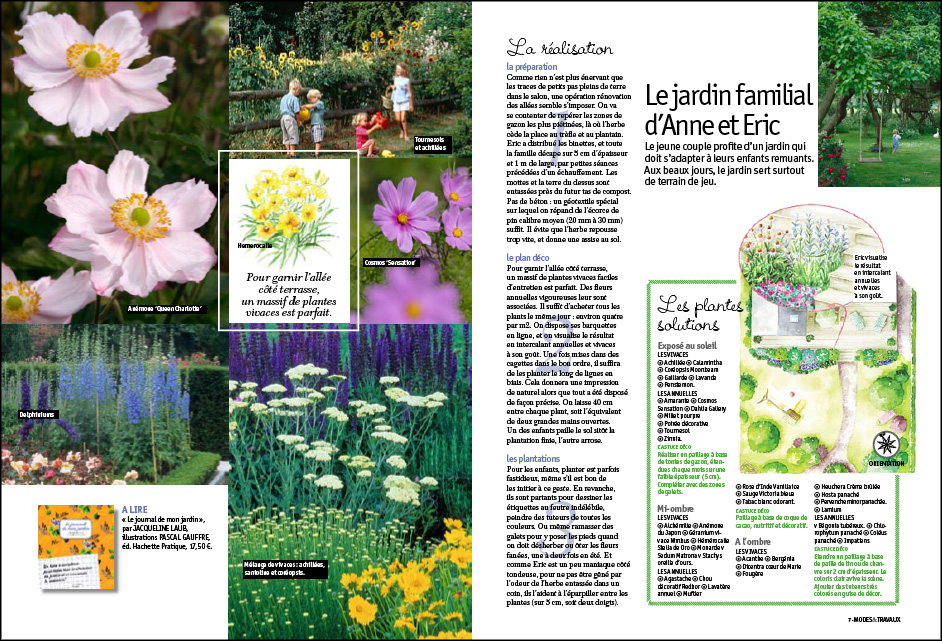 Tournesols
et achillées
Hemerocalle
Pour garnir l'allée
côté terrasse,
un massif de plantes
vivaces est parfait.
Cosmos 'Sensation'
Anémone 'Queen Charlotte'
Delphiniums
A LIRE
« Le journal de mon jardin »,
par JACQUELINE LAUB,
illustrations PASCAL GAUFFRE,
éd. Hachette Pratique, 17,50 €.
Mélange de vivaces : achillées,
santoline et coréopsis.
La réalisation
la préparation
Comme rien n'est plus énervant que
les traces de petits pas pleins de terre
dans le salon, une opération rénovation
des allées semble s'imposer. On va
se contenter de repérer les zones de
gazon les plus piétinées, là où l'herbe
cède la place au trèfle et au plantain.
Eric a distribué les binettes, et toute
la famille décape sur 5 cm d'épaisseur
et 1 m de large, par petites séances
précédées d'un échauffement. Les
mottes et la terre du dessus sont
entassées près du futur tas de compost.
Pas de béton : un géotextile spécial
sur lequel on répand de l'écorce de
pin calibre moyen (20 mm à 30 mm)
suffit. Il évite que l'herbe repousse
trop vite, et donne une assise au sol.
le plan déco
Pour garnir l'allée côté terrasse,
un massif de plantes vivaces faciles
d'entretien est parfait. Des fleurs
annuelles vigoureuses leur sont
associées. Il suffit d'acheter tous les
plants le même jour : environ quatre
par m2. On dispose ses barquettes
en ligne, et on visualise le résultat
en intercalant annuelles et vivaces
à son goût. Une fois mises dans des
cagettes dans le bon ordre, il suffira
de les planter le long de lignes en
biais. Cela donnera une impression
de naturel alors que tout a été disposé
de façon précise. On laisse 40 cm
entre chaque plant, soit l'équivalent
de deux grandes mains ouvertes.
Un des enfants paille le sol sitôt la
plantation finie, l'autre arrose.
les plantations
Pour les enfants, planter est parfois
fastidieux, même s'il est bon de
les initier à ce geste. En revanche,
ils sont partants pour dessiner les
étiquettes au feutre indélébile,
peindre des tuteurs de toutes les
couleurs. Ou même ramasser des
galets pour y poser les pieds quand
on doit désherber ou ôter les fleurs
fanées, une à deux fois en été. Et
comme Eric est un peu maniaque côté
tondeuse, pour ne pas être gêné par
l'odeur de l'herbe entassée dans un
coin, ils l'aident à l'éparpiller entre les
plantes (sur 5 cm, soit deux doigts).
Le jardin familial
d'Anne et Eric
Le jeune couple profite d'un jardin qui
doit s'adapter à leurs enfants remuants.
Aux beaux jours, le jardin sert surtout
de terrain de jeu.
Eric visualise
le résultat
en intercalant
annuelles
et vivaces
à son goût.
ORIENTATION
Les plantes
solutions
Exposé au soleil
LES VIVACES
Achillée Calamintha
Coréopsis Moonbeam
Gaillarde Lavande
Penstemon.
LES ANNUELLES
Amarante Cosmos
Sensation Dahlia Gallery
Millet pourpre
Poirée décorative
Tournesol
Zinnia.
L'ASTUCE DÉCO
Réaliser un paillage à base
de tontes de gazon, éten-
dues chaque mois sur une
faible épaisseur (5 cm).
Compléter avec des zones
de galets.
Mi-ombre
LES VIVACES
Alchémille Anémone
du Japon Géranium vi-
vace Nimbus Hémérocalle
Stella de Oro Monarde
Sedum Matrona Stachys
oreille d'ours.
LES ANNUELLES
Agastache Chou
décoratif Redbor Lavatère
annuel Muflier
Rose d'Inde Vanilla Ice
Sauge Victoria bleue
Tabac blanc odorant.
L'ASTUCE DÉCO
Paillage à base de coque de
cacao, nutritif et décoratif.
A l'ombre
LES VIVACES
Acanthe Bergénia
Dicentra cœur de Marie
Fougère
Heuchera Crème brûlée
Hosta panaché
Pervenche minor panachée.
Lamium
LES ANNUELLES
Bégonia tubéreux. Chlo-
rophytum panaché Coléus
panaché Impatiens
L'ASTUCE DÉCO
Etendre un paillage à base
de paille de lin ou de chan-
vre sur 2 cm d'épaisseur. Le
coloris clair avive la scène.
Ajouter des tuteurs très
colorés en guise de décor.
7 - MODES & TRAVAUX